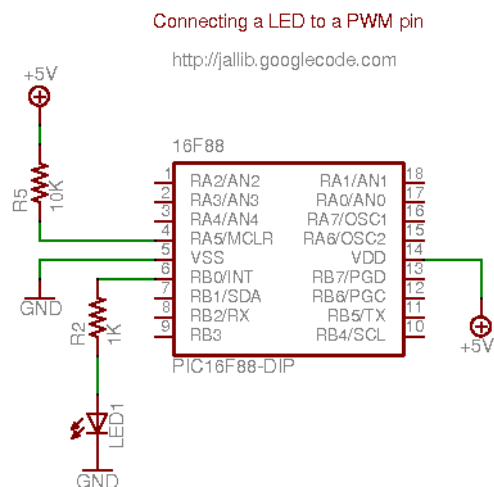 Connecting a LED to a PWM pin
http://jallib.googlecode.com
+5V
16F88
R5
10K
1 RA2/AN2 RA1/AN1 18
2 RA3/AN3 RA0/AN0 17
3 RA4/AN4 RA7/OSC1 16
4 RA5/MCLR RA6/OSC2 15
5 VSS VDD 14
6 RB0/INT RB7/PGD 13
7 RB1/SDA RB6/PGC 12
8 RB2/RX RB5/TX 11
9 RB3 RB4/SCL 10
GND
R2
1K
+5V
PIC16F88-DIP
LED1
GND